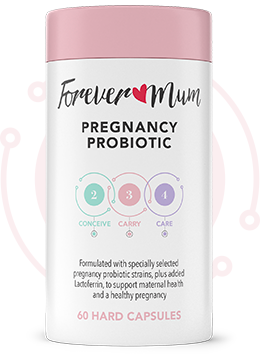 Forever Mum
PREGNANCY
PROBIOTIC
2 3 4
CONCEIVE CARRY CARE
Formulated with specially selected
pregnancy probiotic strains, plus added
Lactoferrin, to support maternal health
and a healthy pregnancy
60 HARD CAPSULES